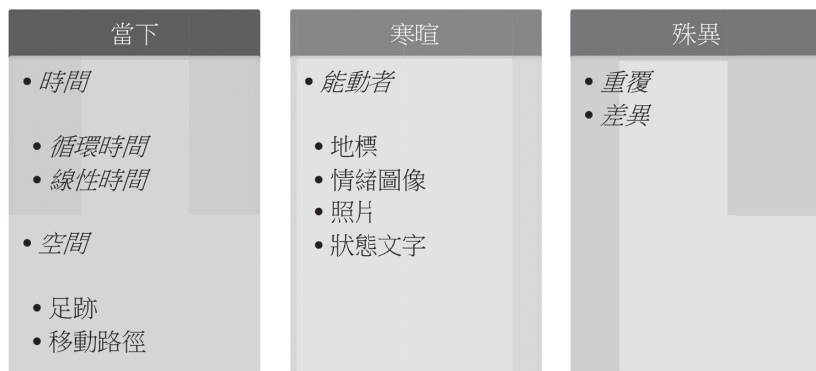 當下
• 時間
• 循環時間
• 線性時間
• 空間
• 足跡
• 移動路徑
寒暄
• 能動者
• 地標
• 情緒圖像
• 照片
• 狀態文字
殊異
• 重覆
• 差異